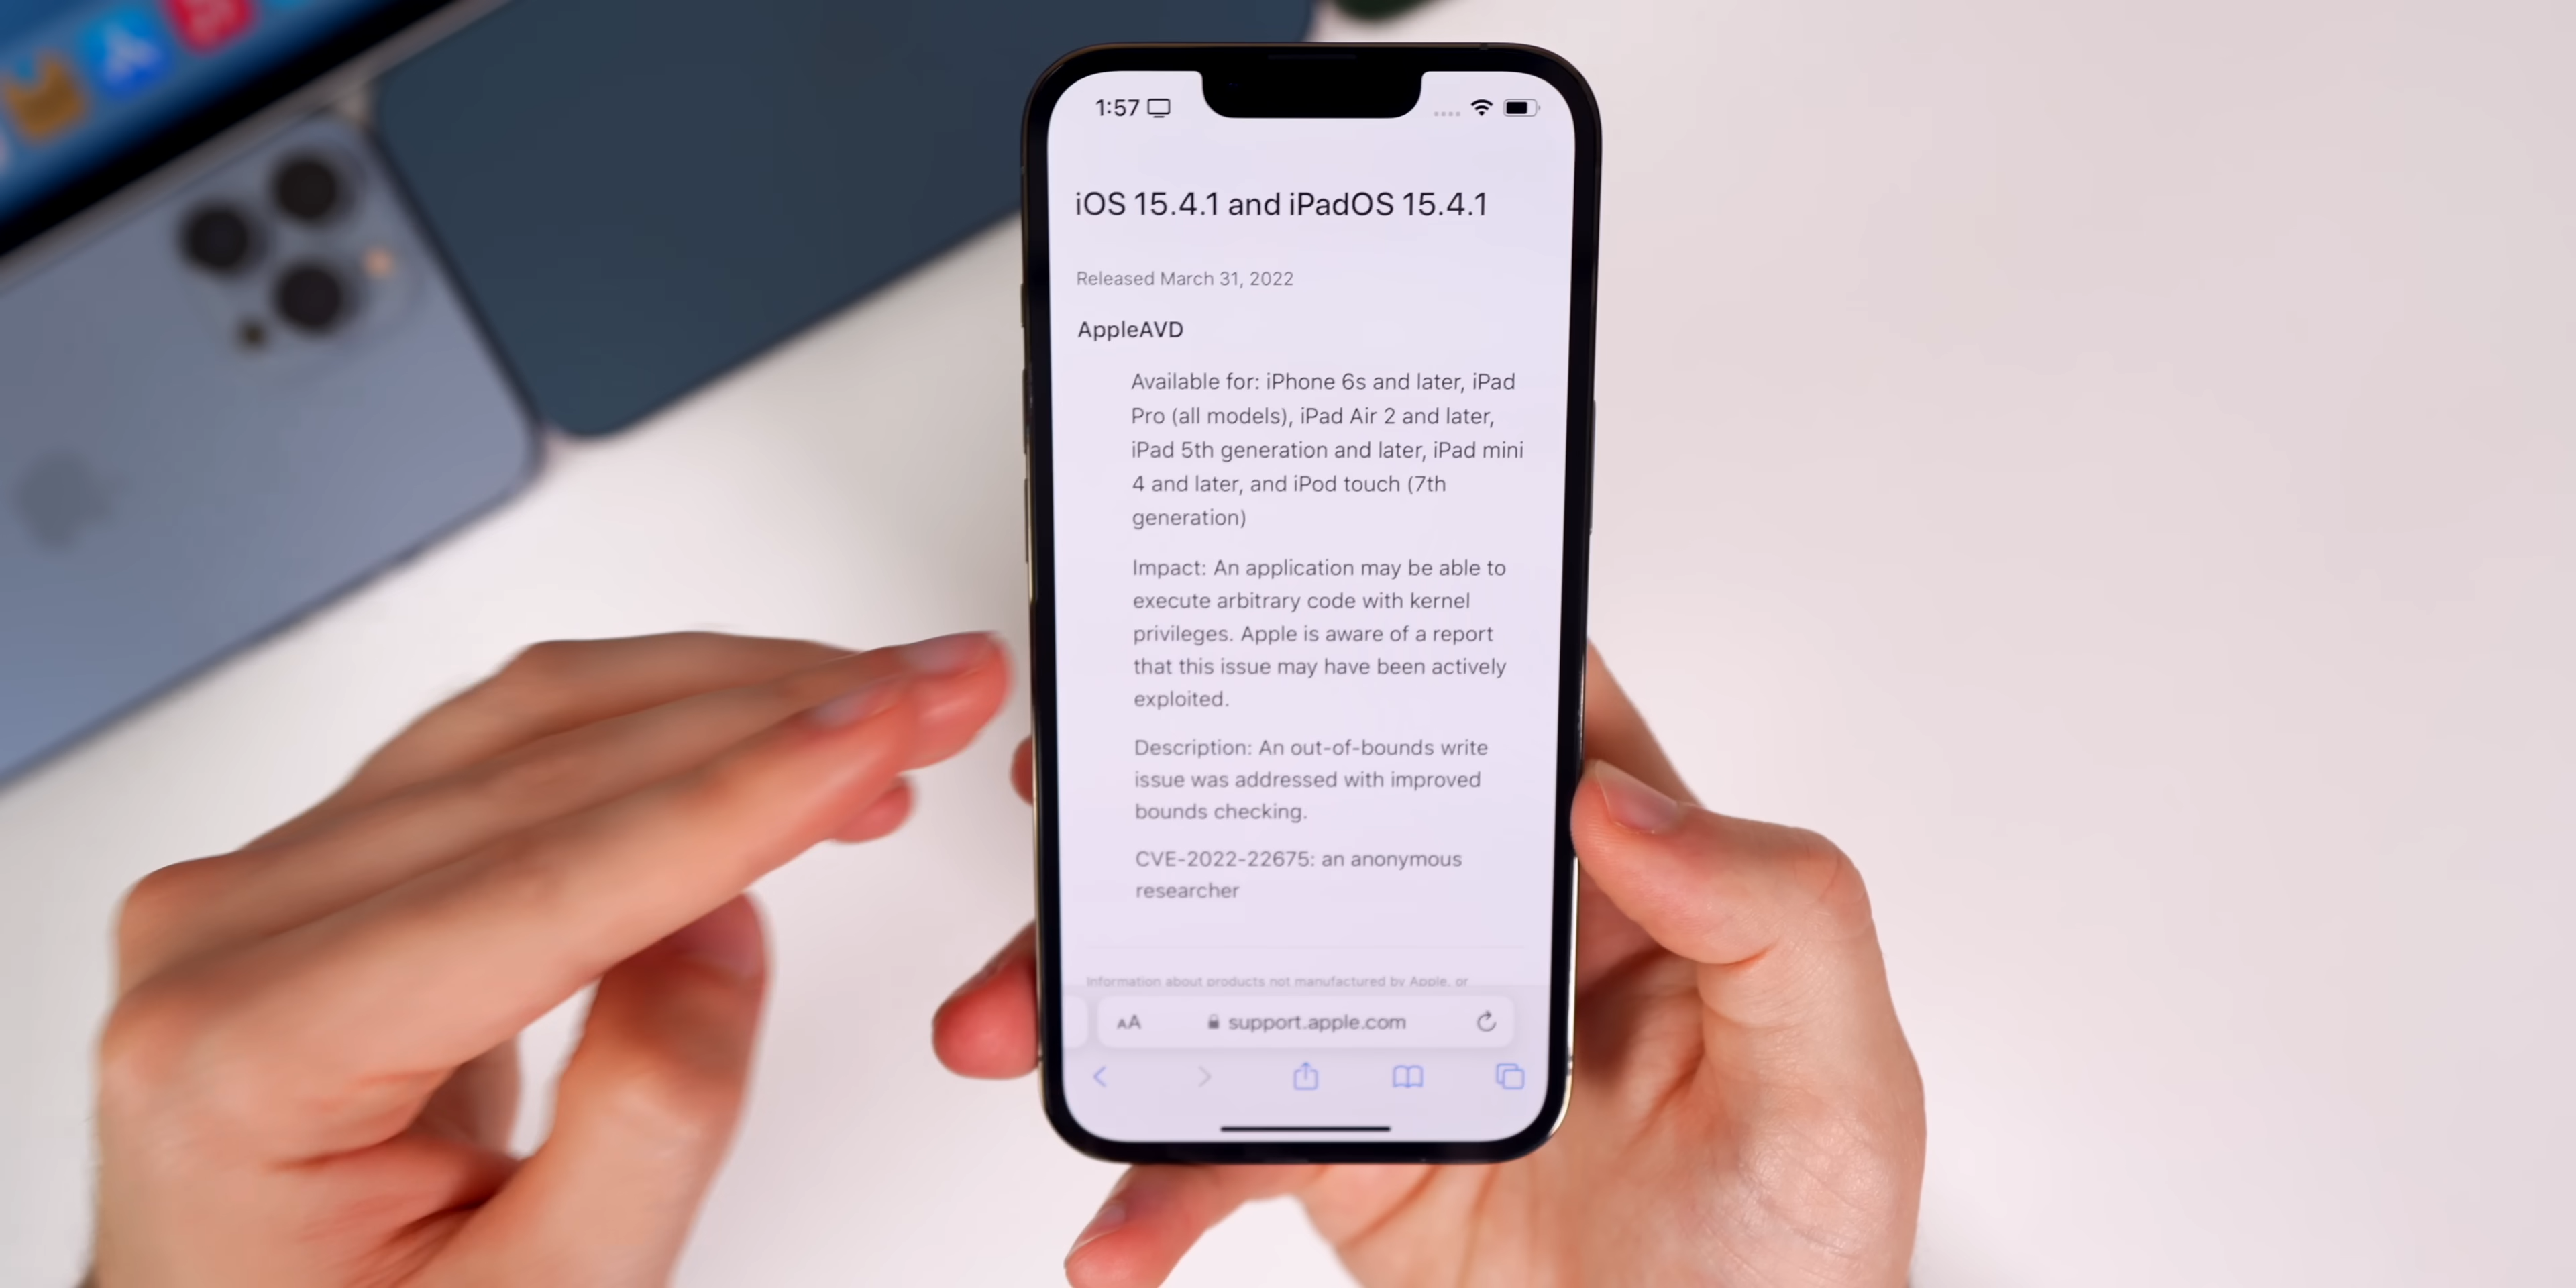 1:57
iOS 15.4.1 and iPadOS 15.4.1
Released March 31, 2022
AppleAVD
Available for: iPhone 6s and later, iPad
Pro (all models), iPad Air 2 and later,
iPad 5th generation and later, iPad mini
4 and later, and iPod touch (7th
generation)
Impact: An application may be able to
execute arbitrary code with kernel
privileges. Apple is aware of a report
that this issue may have been actively
exploited.
Description: An out-of-bounds write
issue was addressed with improved
bounds checking.
CVE-2022-22675: an anonymous
researcher
Information about products not manufactured by Apple, or
AA support.apple.com